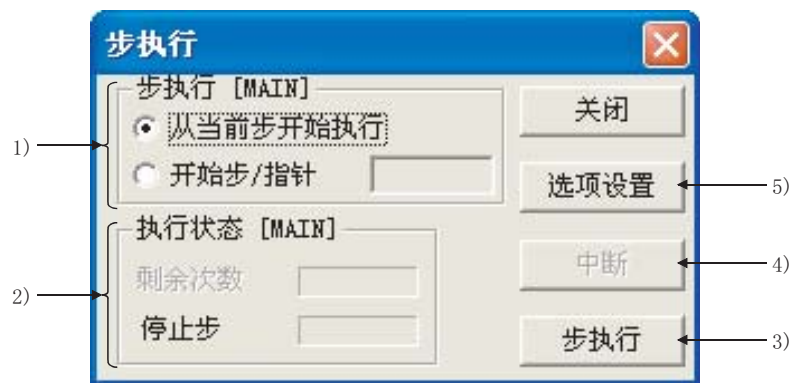 步执行
步执行 [MAIN]
从当前步开始执行
开始步/指针
执行状态 [MAIN]
剩余次数
停止步
关闭
选项设置
中断
步执行
1)
2)
5)
4)
3)